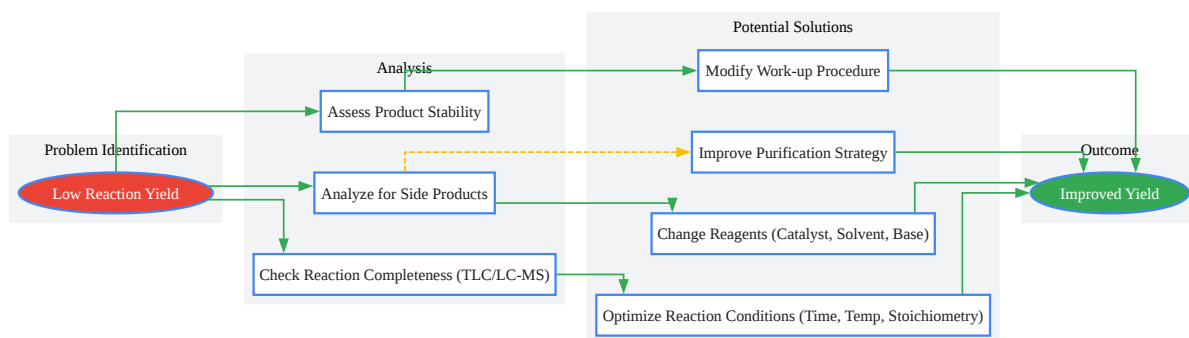 Problem Identification
Low Reaction Yield
Analysis
Assess Product Stability
Analyze for Side Products
Check Reaction Completeness (TLC/LC-MS)
Potential Solutions
Modify Work-up Procedure
Improve Purification Strategy
Change Reagents (Catalyst, Solvent, Base)
Optimize Reaction Conditions (Time, Temp, Stoichiometry)
Outcome
Improved Yield